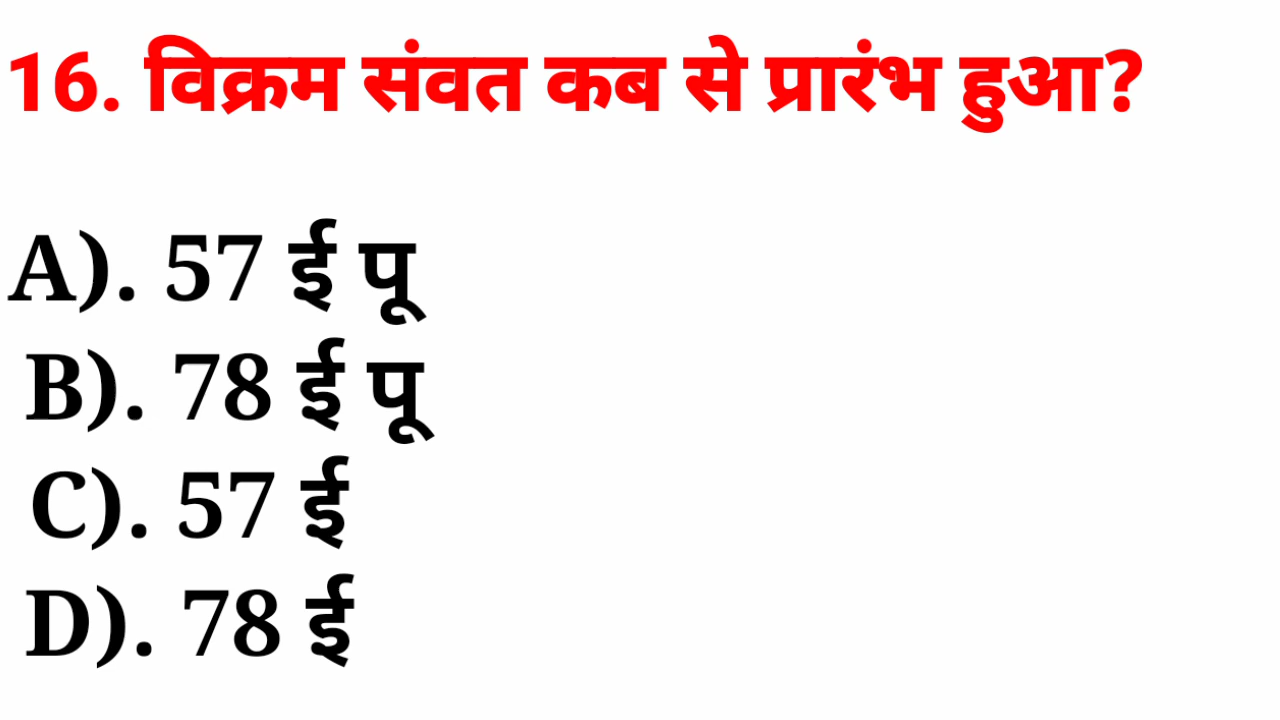 16. विक्रम संवत कब से प्रारंभ हुआ?
A). 57 ई पू
B). 78 ई पू
C). 57 ई
D). 78 ई